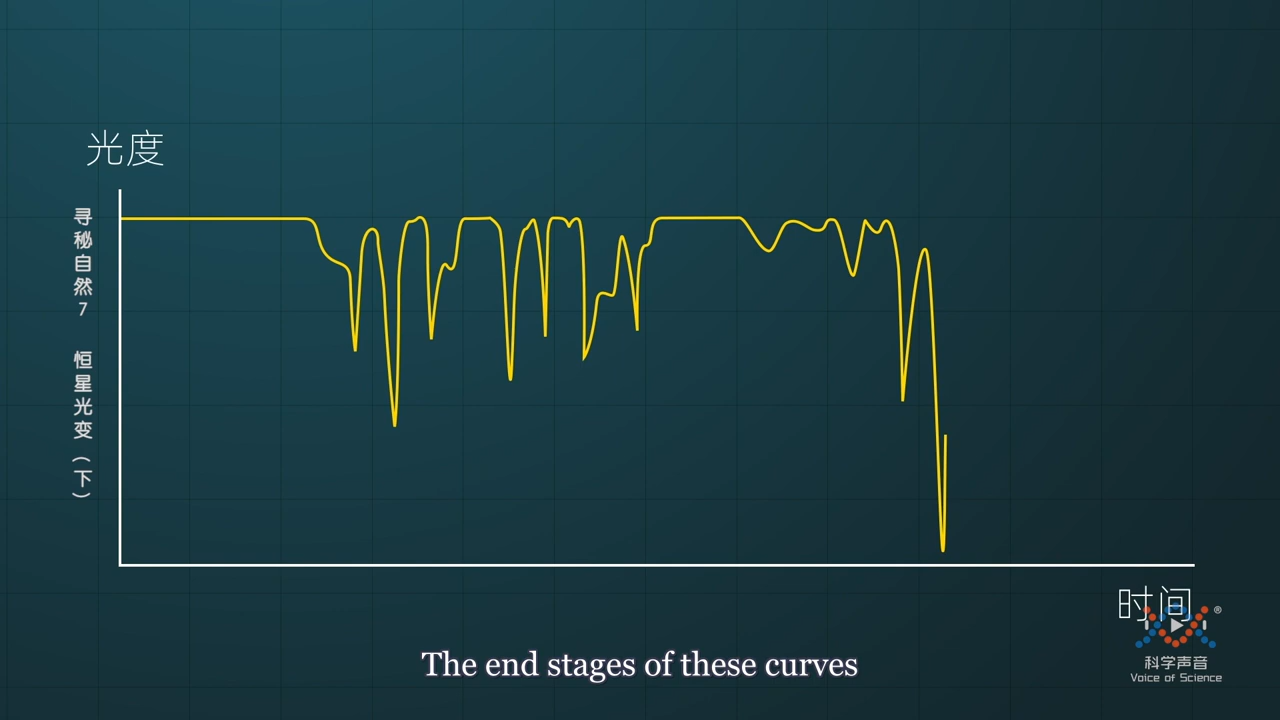 光度
寻秘自然7 恒星光变（下）
时间
The end stages of these curves
®
科学声音
Voice of Science